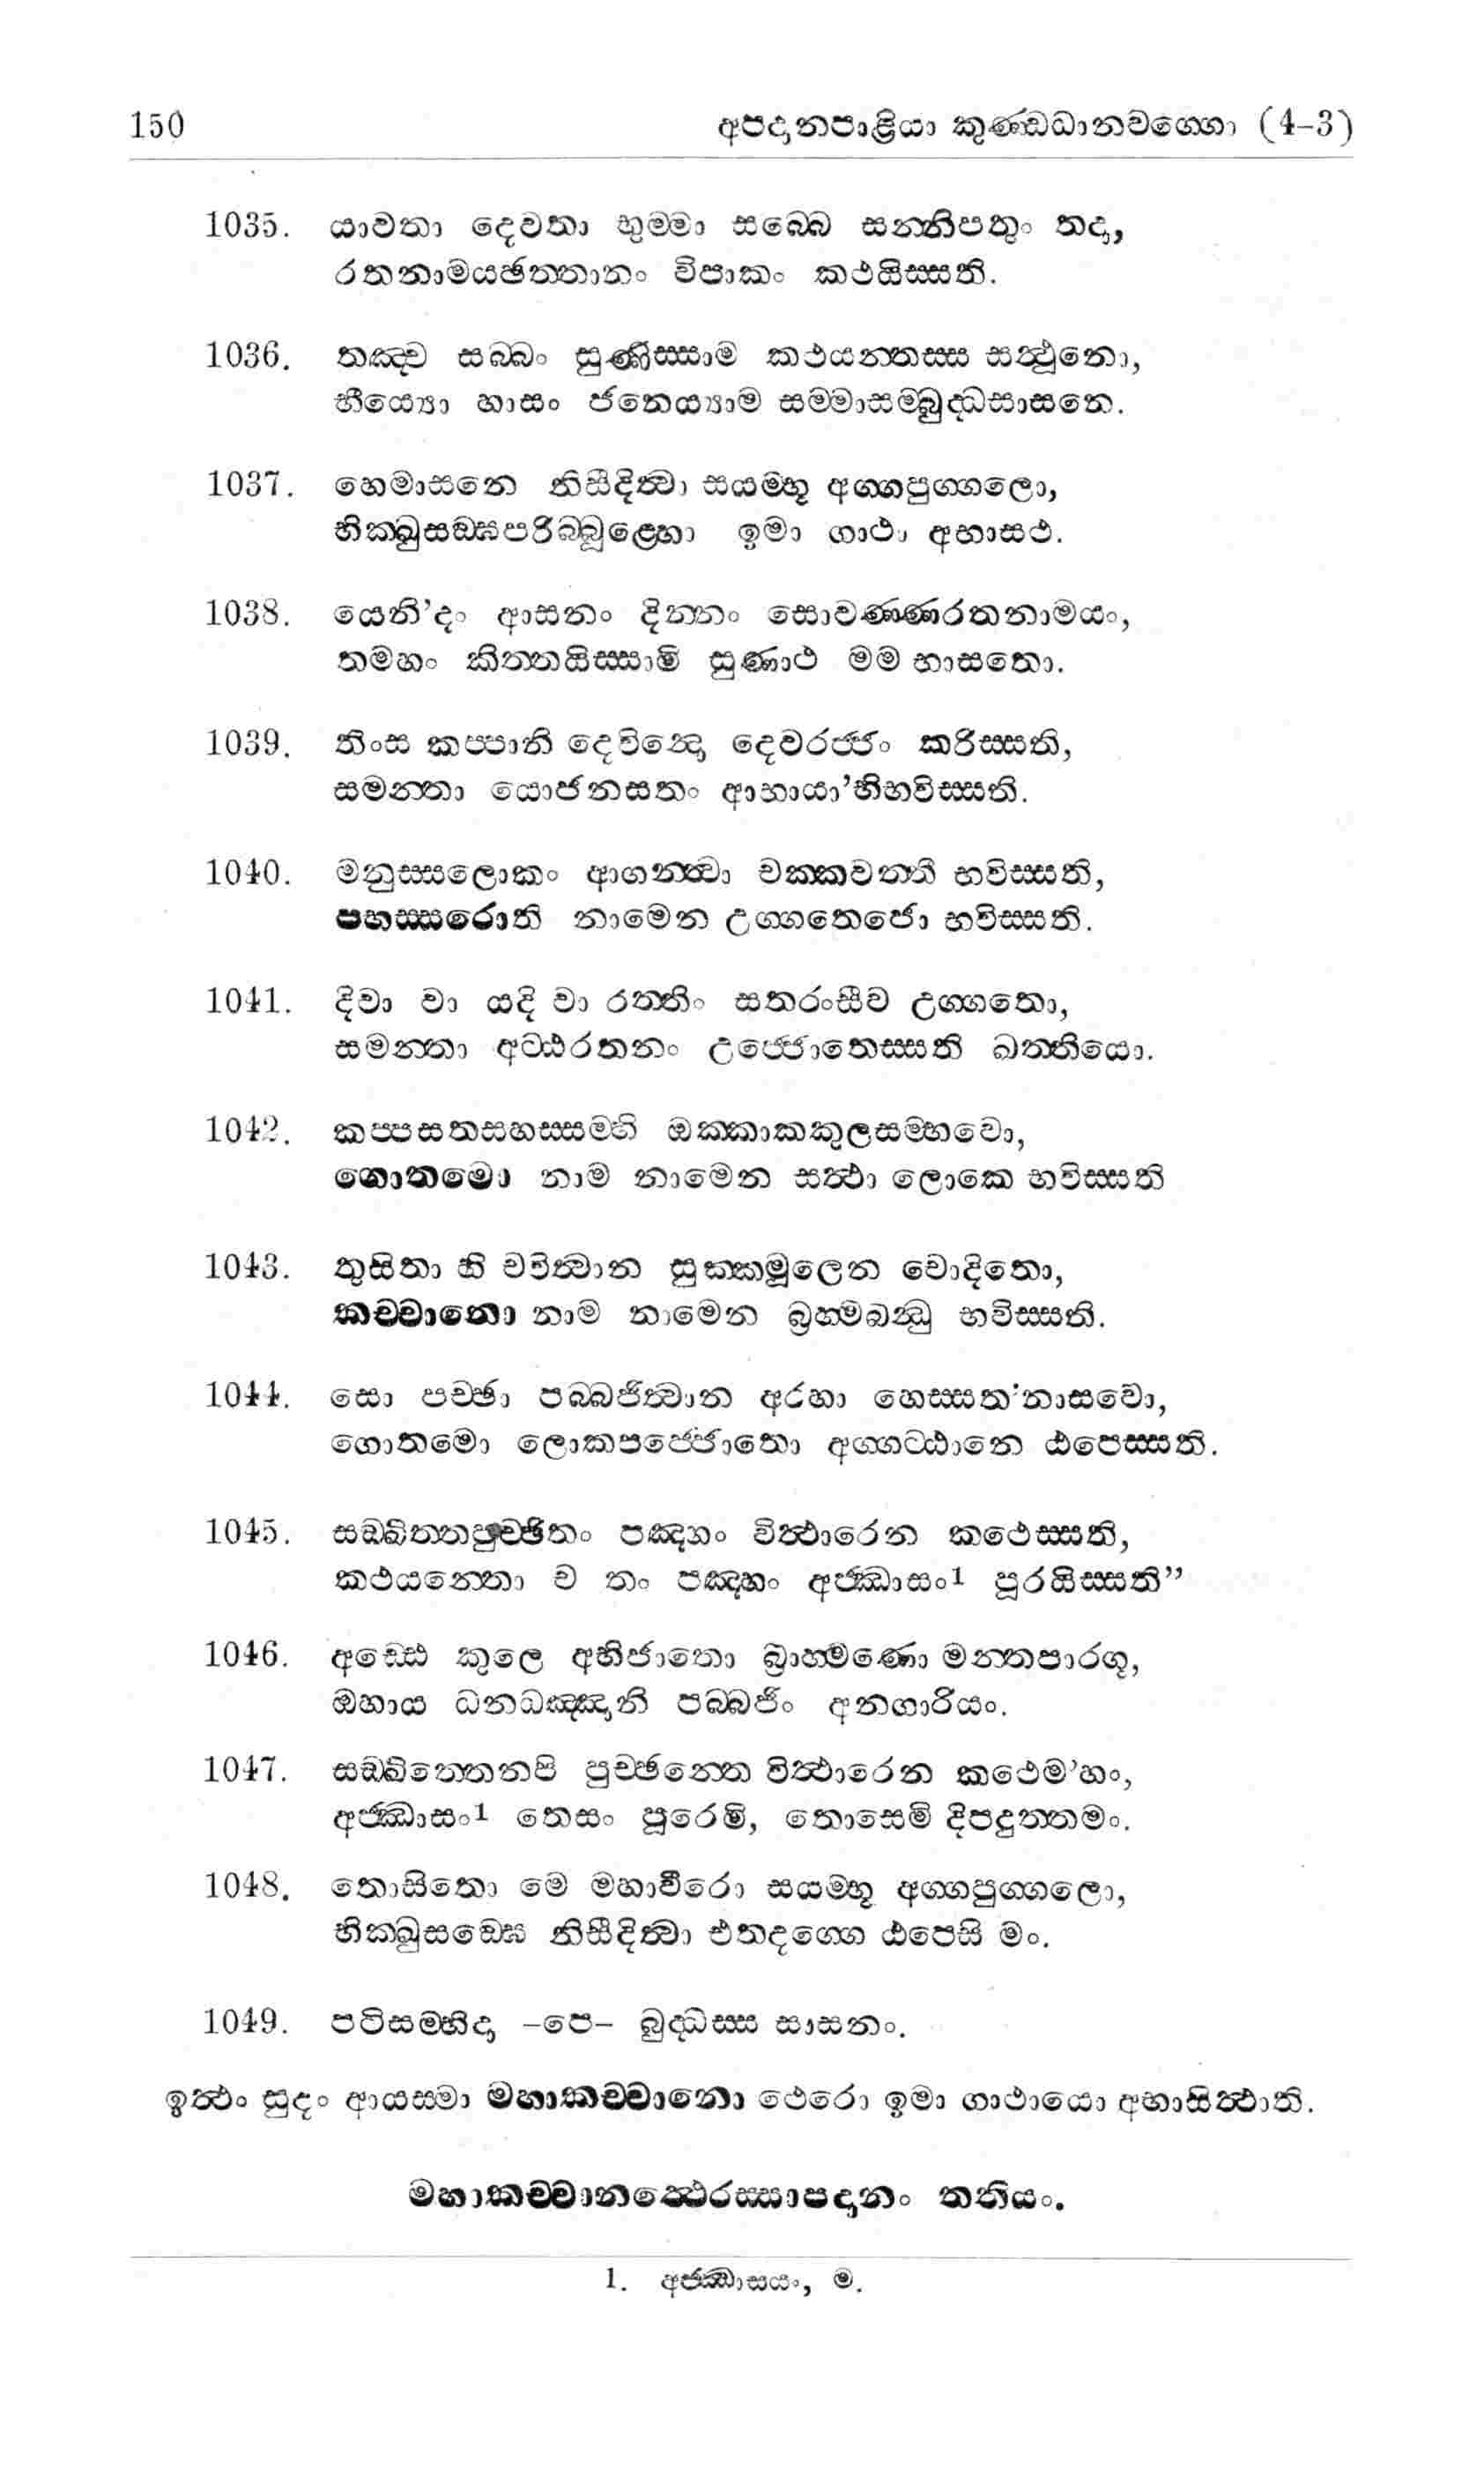 150 අපදානපාළියා කුණ්ඩධානවග්ගො (4-3)
1035. යාවතා දෙවතා භුම්මා සබ්බෙ සන්නිපතුං තදා,
රතනාමයඡත්තානං විපාකං කථයිස්සති.
1036. තඤ්ච සබ්බං සුණිස්සාම කථයන්තස්ස සත්ථුනො,
භීය්‍යො හාසං ජනෙය්‍යාම සම්මාසම්බුද්ධසාසනෙ.
1037. හෙමාසනෙ නිසීදිත්වා සයම්භූ අග්ගපුග්ගලො,
භික්ඛුසඞ්ඝපරිබ්බූළ්හො ඉමා ගාථා අභාසථ.
1038. යෙනි’දං ආසනං දින්නං සොවණ්ණරතනාමයං,
තමහං කිත්තයිස්සාමි සුණාථ මම භාසතො.
1039. තිංස කප්පානි දෙවින්දො දෙවරජ්ජං කරිස්සති,
සමන්තා යොජනසතං ආභායා’භිභවිස්සති.
1040. මනුස්සලොකං ආගන්ත්වා චක්කවත්තී භවිස්සති,
පභස්සරොති නාමෙන උග්ගතෙජො භවිස්සති.
1041. දිවා වා යදි වා රත්තිං සතරංසීව උග්ගතො,
සමන්තා අට්ඨරතනං උජ්ජොතෙස්සති ඛත්තියො.
1042. කප්පසතසහස්සම්හි ඔක්කාකකුලසම්භවො,
ගොතමො නාම නාමෙන සත්ථා ලොකෙ භවිස්සති
1043. තුසිතා හි චවිත්වාන සුක්කමූලෙන චොදිතො,
කච්චානො නාම නාමෙන බ්‍රහ්මබන්ධු භවිස්සති.
1044. සො පච්ඡා පබ්බජිත්වාන අරහා හෙස්සත’නාසවො,
ගොතමො ලොකපජ්ජොතො අග්ගට්ඨානෙ ඨපෙස්සති.
1045. සඞ්ඛිත්තපුච්ඡිතං පඤ්හං විත්ථාරෙන කථෙස්සති,
කථයන්තො ච තං පඤ්හං අජ්ඣාසං1 පූරයිස්සති”
1046. අඩ්ඪෙ කුලෙ අභිජාතො බ්‍රාහ්මණො මන්තපාරගූ,
ඔහාය ධනධඤ්ඤානි පබ්බජිං අනගාරියං.
1047. සඞ්ඛිත්තෙනපි පුච්ඡන්තෙ විත්ථාරෙන කථෙම’හං,
අජ්ඣාසං1 තෙසං පූරෙමි, තොසෙමි දිපදුත්තමං.
1048. තොසිතො මෙ මහාවීරො සයම්භූ අග්ගපුග්ගලො,
භික්ඛුසඞ්ඝෙ නිසීදිත්වා එතදග්ගෙ ඨපෙසි මං.
1049. පටිසම්භිදා –පෙ– බුද්ධස්ස සාසනං.
ඉත්ථං සුදං ආයස්මා මහාකච්චානො ථෙරො ඉමා ගාථායො අභාසිත්ථාති.
මහාකච්චානත්ථෙරස්සාපදානං තතියං.
1. අජ්ඣාසයං, ම.